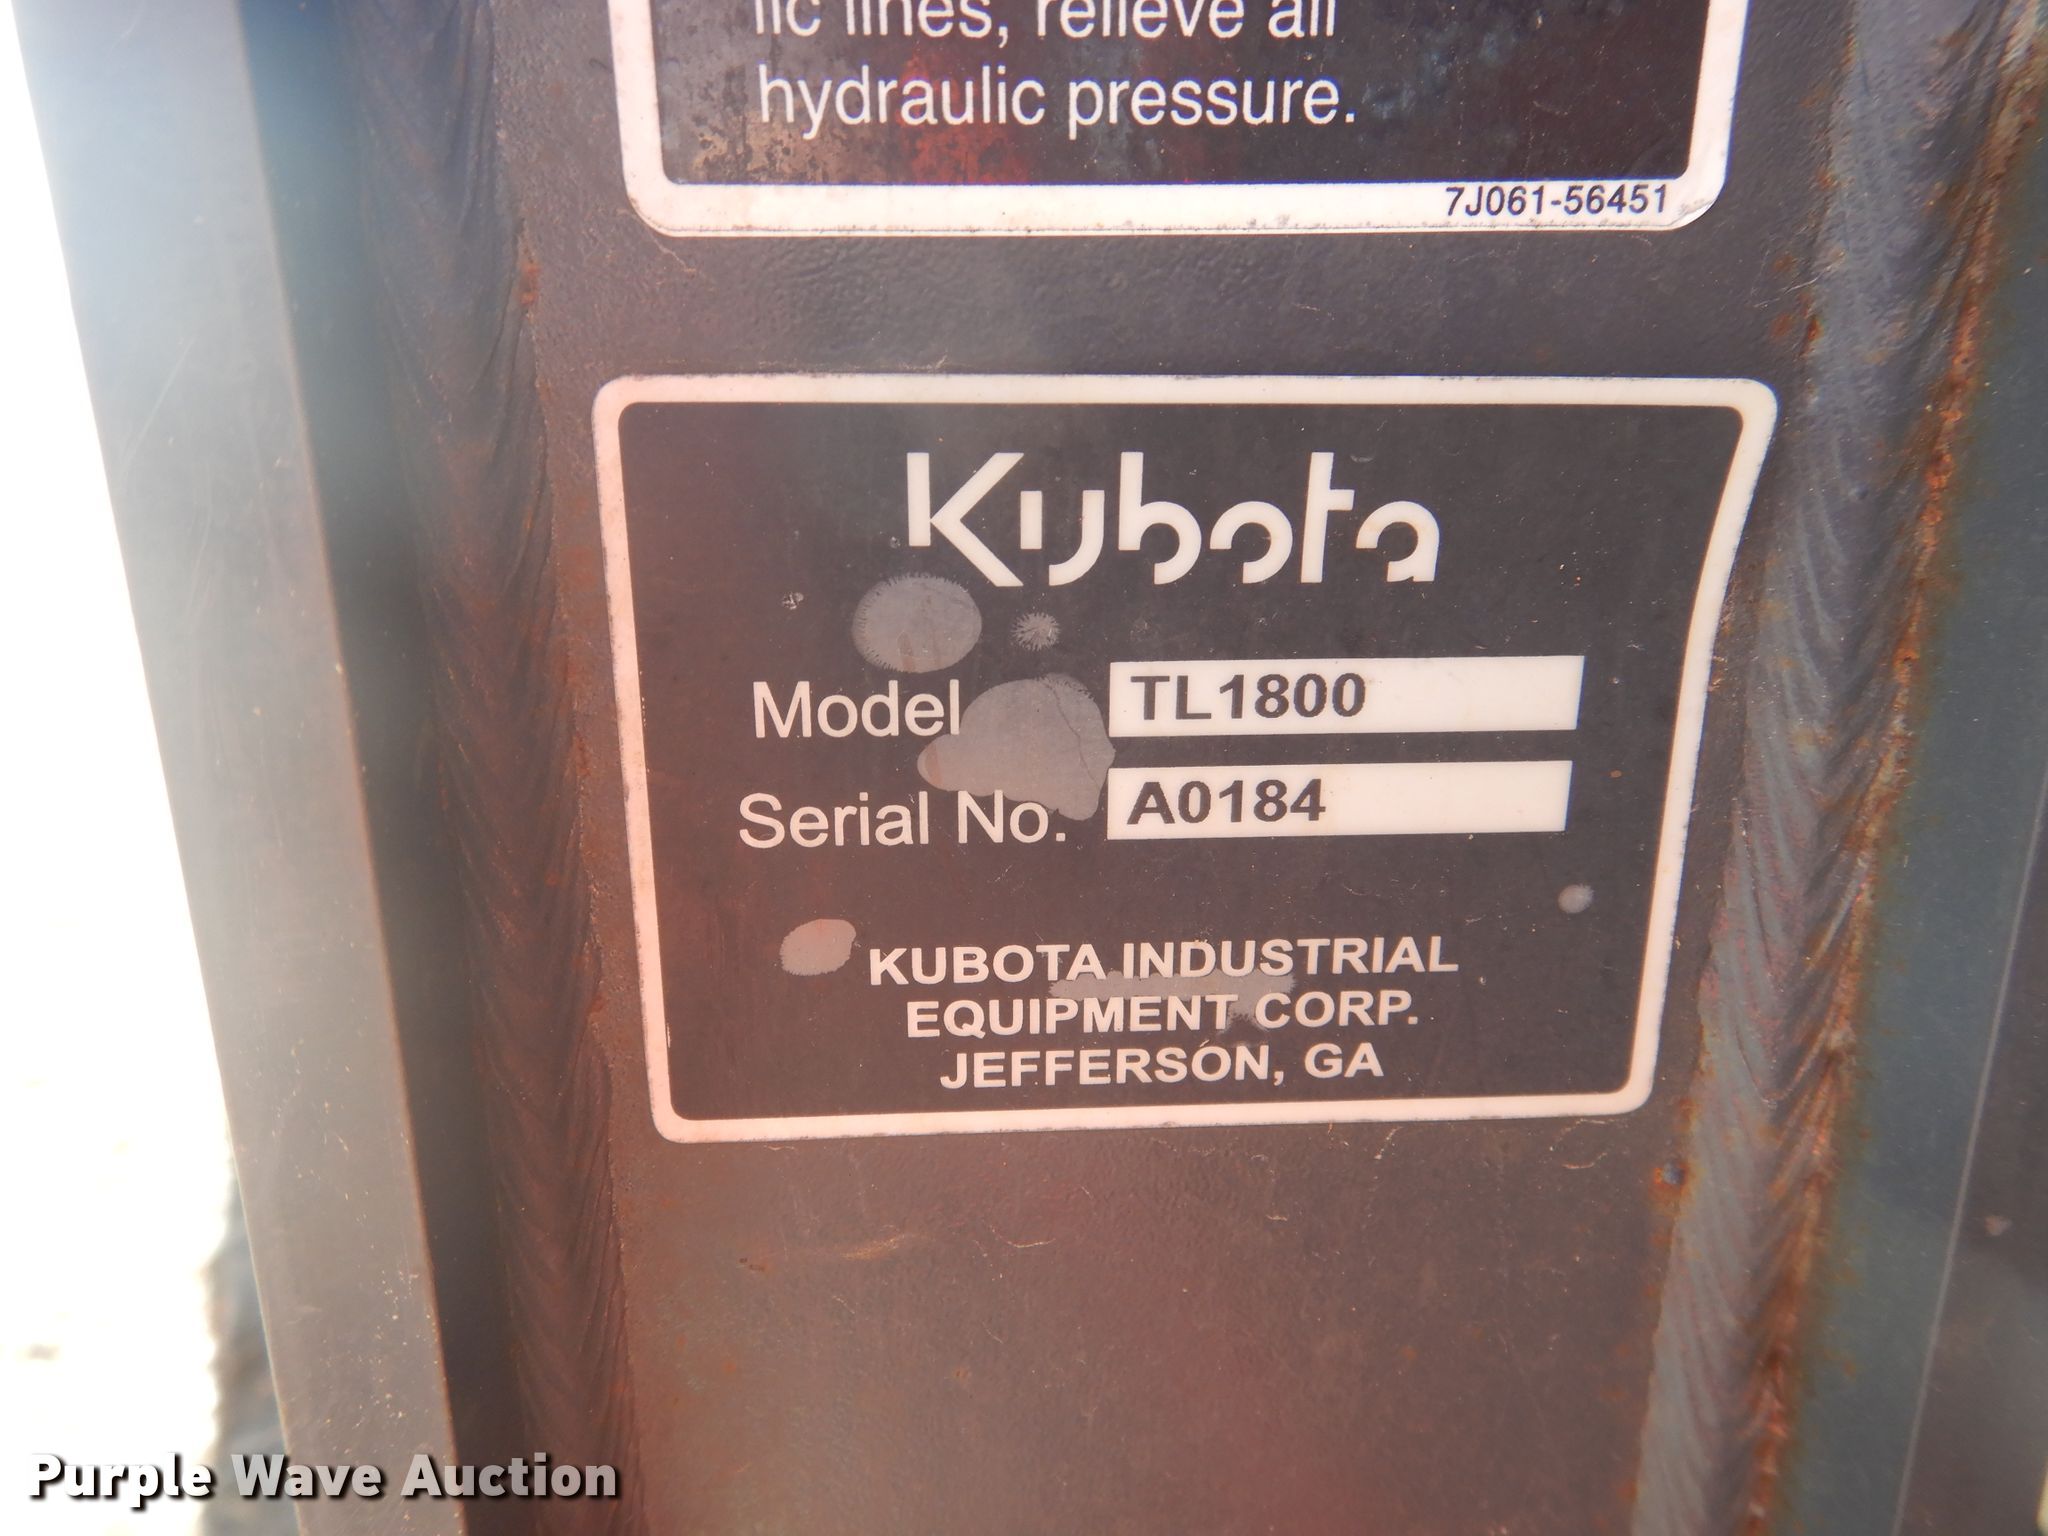 lic lines, relieve all
hydraulic pressure.
7J061-56451
Kubota
Model TL1800
Serial No. A0184
KUBOTA INDUSTRIAL
EQUIPMENT CORP.
JEFFERSON, GA
Purple Wave Auction